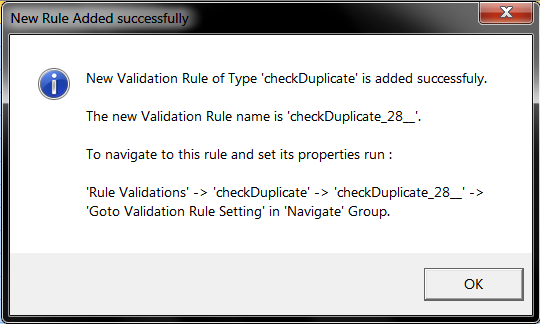 New Rule Added successfully
New Validation Rule of Type 'checkDuplicate' is added successfuly.
The new Validation Rule name is 'checkDuplicate_28__'.
To navigate to this rule and set its properties run :
'Rule Validations' -> 'checkDuplicate' -> 'checkDuplicate_28__' ->
'Goto Validation Rule Setting' in 'Navigate' Group.
OK